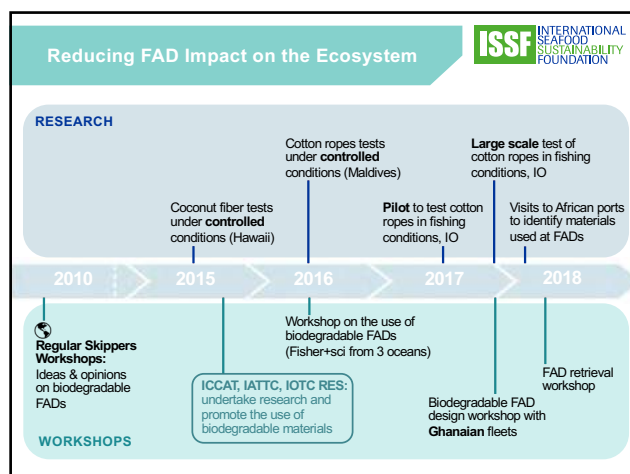 Reducing FAD Impact on the Ecosystem
ISSF
INTERNATIONAL
SEAFOOD
SUSTAINABILITY
FOUNDATION
RESEARCH
Coconut fiber tests
under controlled
conditions (Hawaii)
Cotton ropes tests
under controlled
conditions (Maldives)
Pilot to test cotton
ropes in fishing
conditions, IO
Large scale test of
cotton ropes in fishing
conditions, IO
Visits to African ports
to identify materials
used at FADs
2010
2015
2016
2017
2018
Regular Skippers
Workshops:
Ideas & opinions
on biodegradable
FADs
ICCAT, IATTC, IOTC RES:
undertake research and
promote the use of
biodegradable materials
Workshop on the use of
biodegradable FADs
(Fisher+sci from 3 oceans)
Biodegradable FAD
design workshop with
Ghanaian fleets
FAD retrieval
workshop
WORKSHOPS